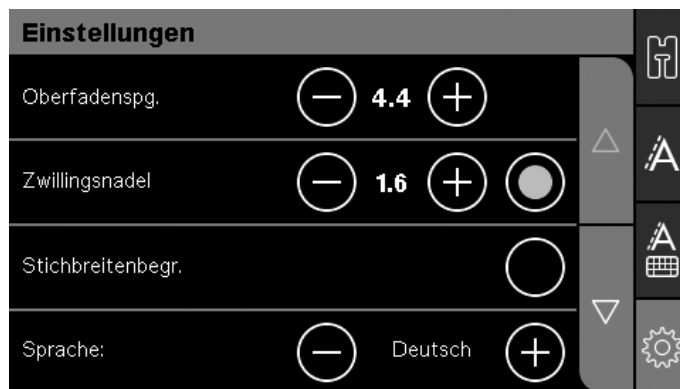 Einstellungen
Oberfadenspg. 4.4
Zwillingsnadel 1.6
Stichbreitenbegr.
Sprache: Deutsch
A
A